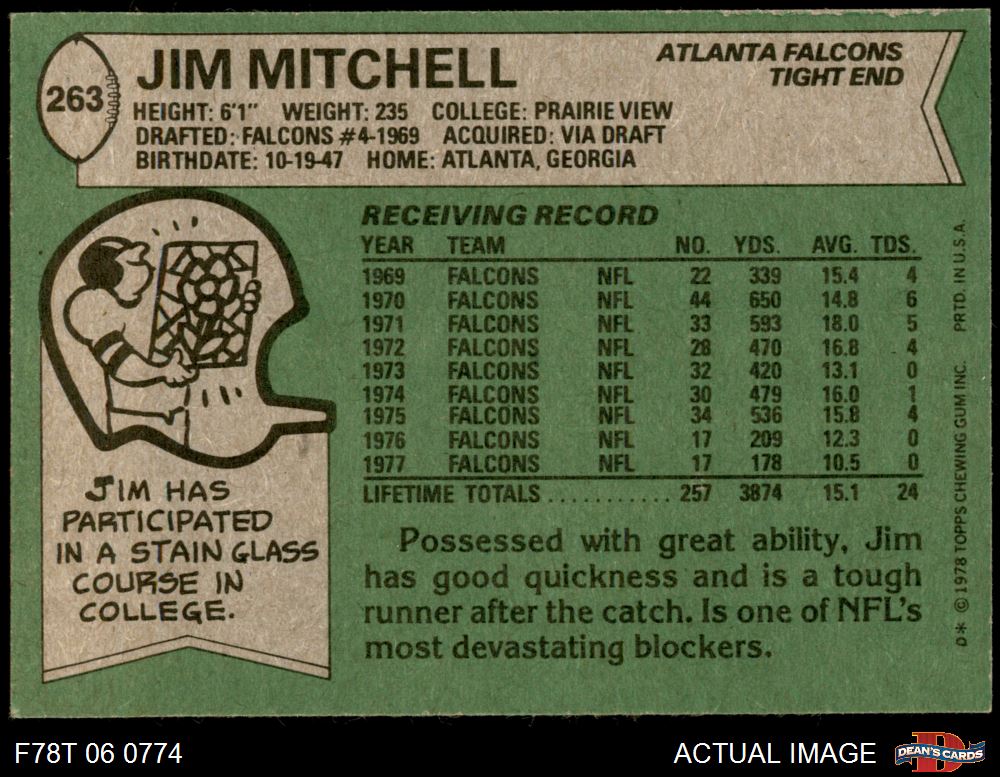 263
JIM MITCHELL
ATLANTA FALCONS
TIGHT END
HEIGHT: 6'1" WEIGHT: 235 COLLEGE: PRAIRIE VIEW
DRAFTED: FALCONS #4-1969 ACQUIRED: VIA DRAFT
BIRTHDATE: 10-19-47 HOME: ATLANTA, GEORGIA
RECEIVING RECORD
YEAR TEAM NO. YDS. AVG. TDS.
1969 FALCONS NFL 22 339 15.4 4
1970 FALCONS NFL 44 650 14.8 6
1971 FALCONS NFL 33 593 18.0 5
1972 FALCONS NFL 28 470 16.8 4
1973 FALCONS NFL 32 420 13.1 0
1974 FALCONS NFL 30 479 16.0 1
1975 FALCONS NFL 34 536 15.8 4
1976 FALCONS NFL 17 209 12.3 0
1977 FALCONS NFL 17 178 10.5 0
LIFETIME TOTALS........... 257 3874 15.1 24
JIM HAS
PARTICIPATED
IN A STAIN GLASS
COURSE IN
COLLEGE.
Possessed with great ability, Jim
has good quickness and is a tough
runner after the catch. Is one of NFL's
most devastating blockers.
D* © 1978 TOPPS CHEWING GUM INC. PRTD. IN U.S.A.
F78T 06 0774
ACTUAL IMAGE
DEAN'S CARDS